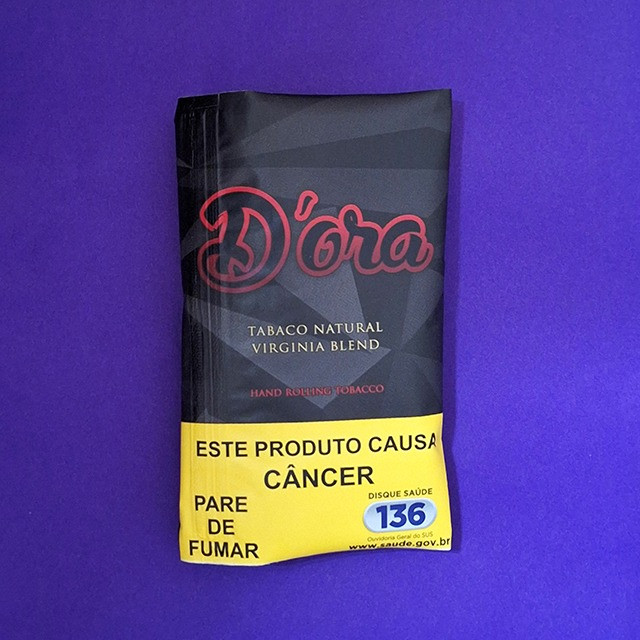 D'ora
TABACO NATURAL
VIRGINIA BLEND
HAND ROLLING TOBACCO
ESTE PRODUTO CAUSA
CÂNCER
PARE
DE
FUMAR
DISQUE SAÚDE
136
Ouvidoria Geral do SUS
www.saude.gov.br